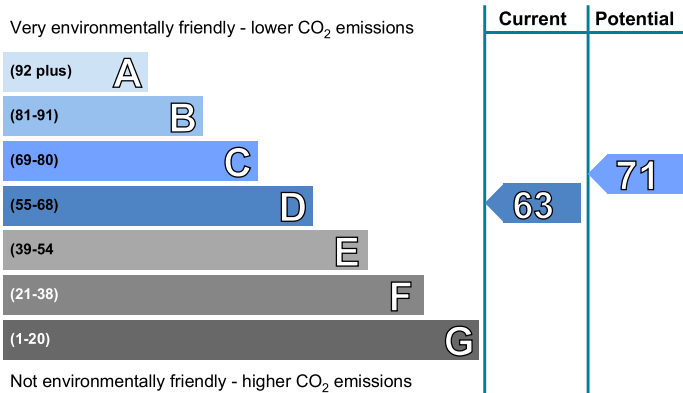 Current Potential
Very environmentally friendly - lower CO2 emissions
(92 plus) A
(81-91) B
(69-80) C
71
(55-68) D
63
(39-54 E
(21-38) F
(1-20) G
Not environmentally friendly - higher CO2 emissions